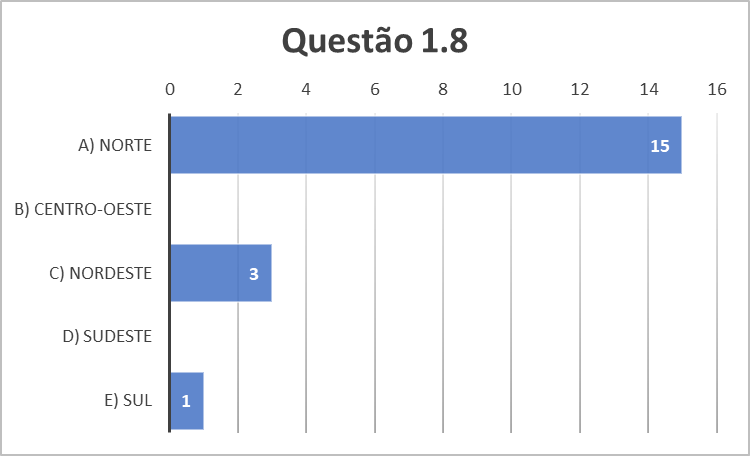 Questão 1.8
0 2 4 6 8 10 12 14 16
A) NORTE 15
B) CENTRO-OESTE
C) NORDESTE 3
D) SUDESTE
E) SUL 1